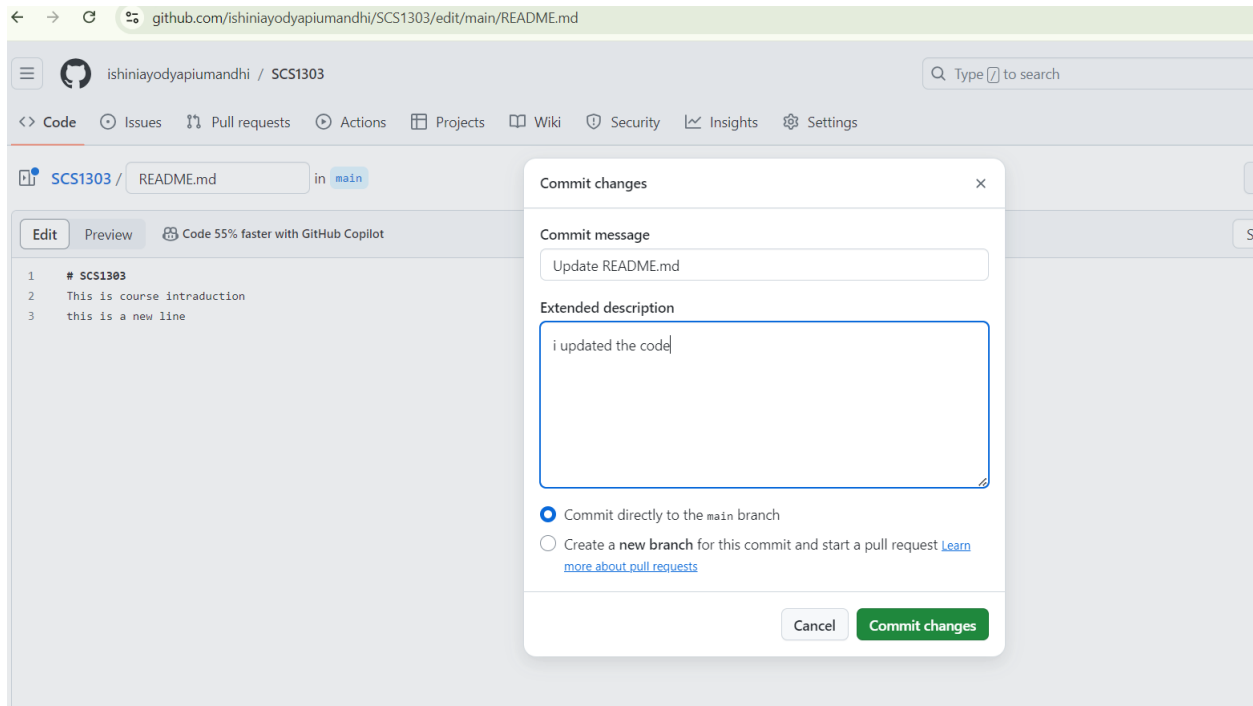 github.com/ishiniayodyapiumandhi/SCS1303/edit/main/README.md
ishiniayodyapiumandhi / SCS1303
Type / to search
<> Code Issues Pull requests Actions Projects Wiki Security Insights Settings
SCS1303 / README.md in main
Edit Preview Code 55% faster with GitHub Copilot
1 # SCS1303
2 This is course intraduction
3 this is a new line
Commit changes
Commit message
Update README.md
Extended description
i updated the code
Commit directly to the main branch
Create a new branch for this commit and start a pull request Learn
more about pull requests
Cancel Commit changes